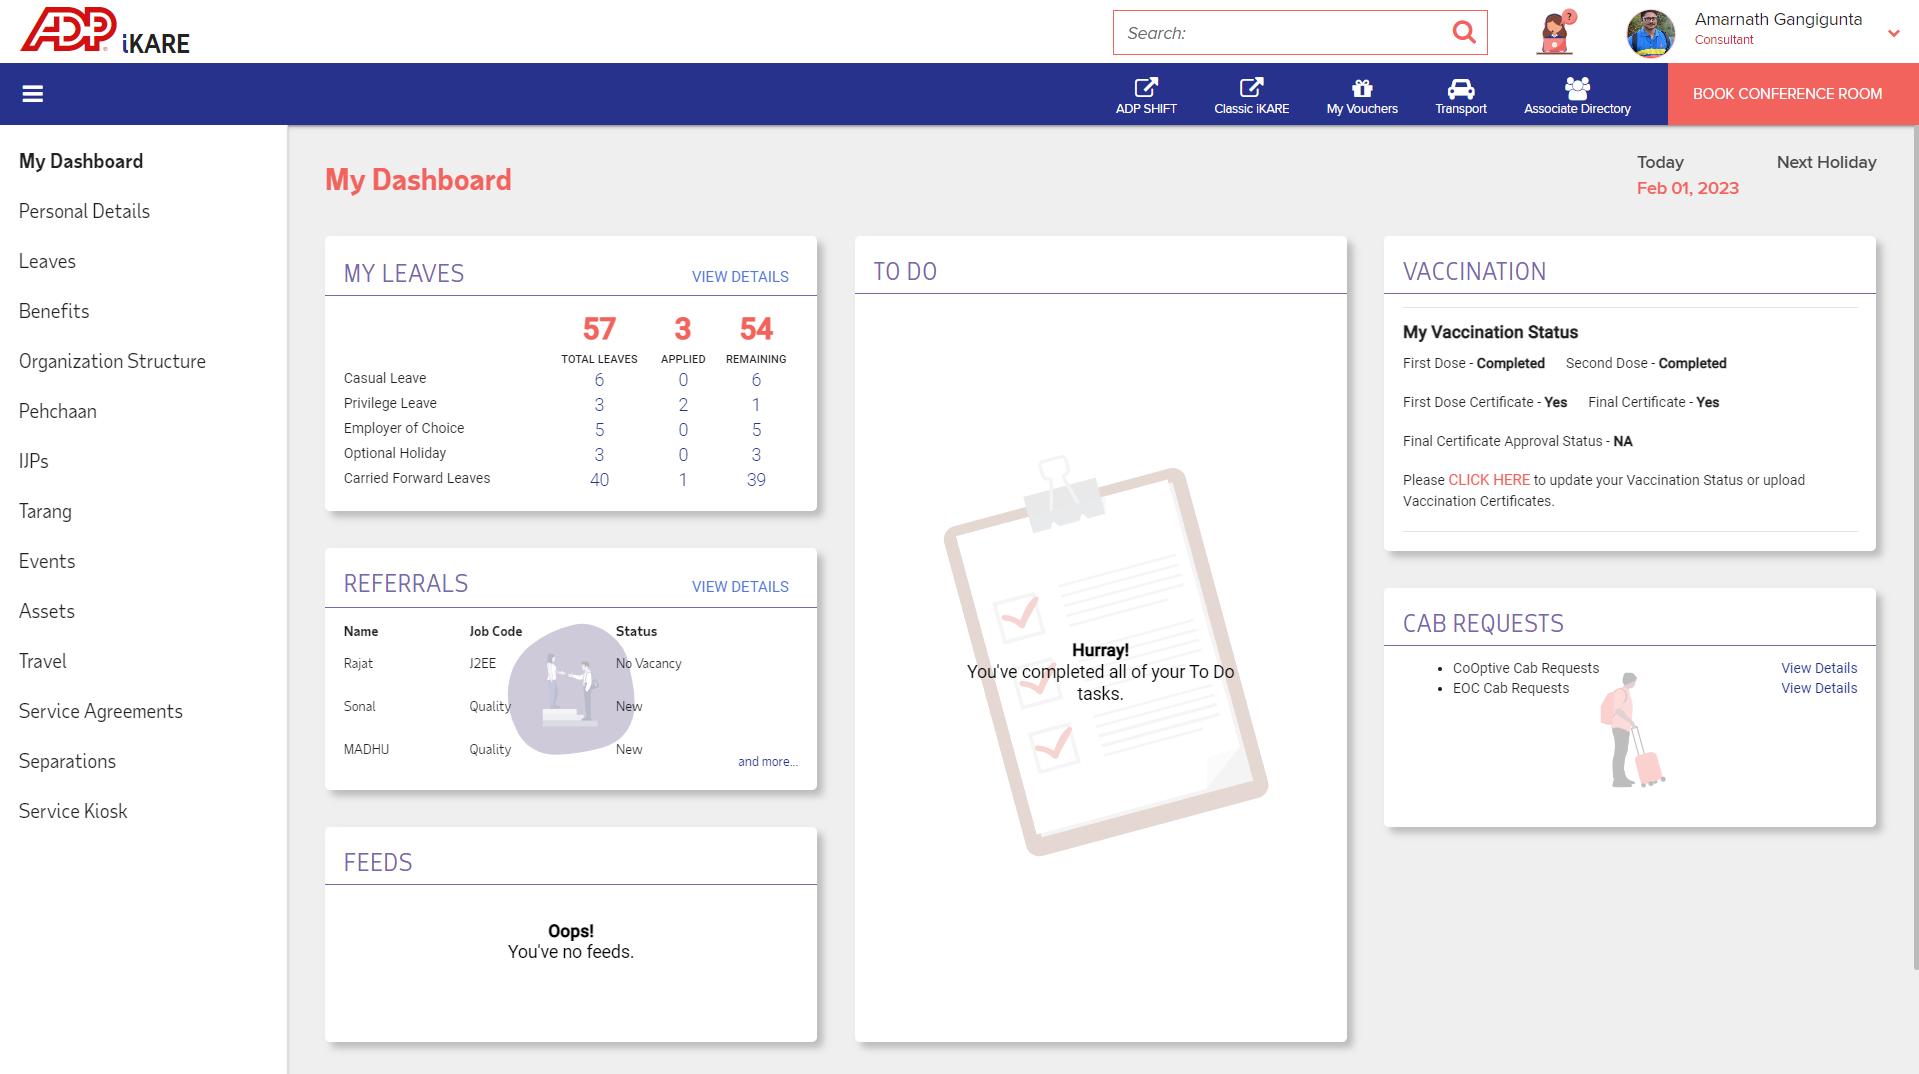 ADP iKARE
Search:
?
Amarnath Gangigunta
Consultant
ADP SHIFT
Classic iKARE
My Vouchers
Transport
Associate Directory
BOOK CONFERENCE ROOM
My Dashboard
Personal Details
Leaves
Benefits
Organization Structure
Pehchaan
IJPs
Tarang
Events
Assets
Travel
Service Agreements
Separations
Service Kiosk
My Dashboard
Today
Feb 01, 2023
Next Holiday
MY LEAVES VIEW DETAILS
57 3 54
TOTAL LEAVES APPLIED REMAINING
Casual Leave 6 0 6
Privilege Leave 3 2 1
Employer of Choice 5 0 5
Optional Holiday 3 0 3
Carried Forward Leaves 40 1 39
REFERRALS VIEW DETAILS
Name Job Code Status
Rajat J2EE No Vacancy
Sonal Quality New
MADHU Quality New
and more...
FEEDS
Oops!
You've no feeds.
TO DO
Hurray!
You've completed all of your To Do
tasks.
VACCINATION
My Vaccination Status
First Dose - Completed Second Dose - Completed
First Dose Certificate - Yes Final Certificate - Yes
Final Certificate Approval Status - NA
Please CLICK HERE to update your Vaccination Status or upload
Vaccination Certificates.
CAB REQUESTS
• CoOptive Cab Requests View Details
• EOC Cab Requests View Details